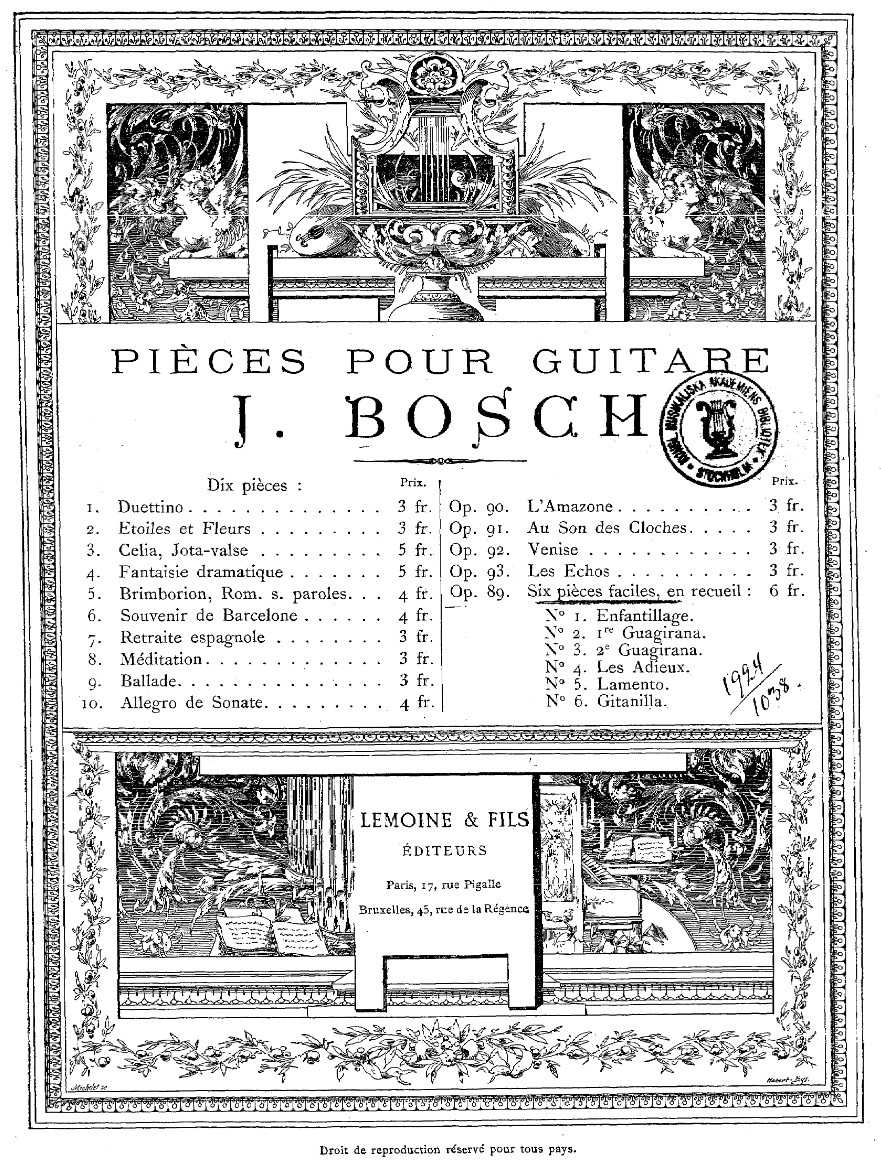 PIÈCES POUR GUITARE
J. BOSCH
KONGL. MUSIKALISKA AKADEMIENS BIBLIOTEK
* STOCKHOLM *
Dix pièces :
Prix.
1. Duettino . . . . . . . . . . . . . . 3 fr.
2. Etoiles et Fleurs . . . . . . . . . 3 fr.
3. Celia, Jota-valse . . . . . . . . . 5 fr.
4. Fantaisie dramatique . . . . . . . 5 fr.
5. Brimborion, Rom. s. paroles. . . 4 fr.
6. Souvenir de Barcelone . . . . . . 4 fr.
7. Retraite espagnole . . . . . . . . 3 fr.
8. Méditation . . . . . . . . . . . . . 3 fr.
9. Ballade. . . . . . . . . . . . . . . 3 fr.
10. Allegro de Sonate. . . . . . . . . 4 fr.
Prix.
Op. 90. L'Amazone . . . . . . . . . . 3 fr.
Op. 91. Au Son des Cloches. . . . . 3 fr.
Op. 92. Venise . . . . . . . . . . . . 3 fr.
Op. 93. Les Echos . . . . . . . . . . 3 fr.
Op. 89. Six pièces faciles, en recueil : 6 fr.
No 1. Enfantillage.
No 2. 1re Guagirana.
No 3. 2e Guagirana.
No 4. Les Adieux.
No 5. Lamento.
No 6. Gitanilla.
1924
1038.
LEMOINE & FILS
ÉDITEURS
Paris, 17, rue Pigalle
Bruxelles, 45, rue de la Régence
Michelet sc
Droit de reproduction réservé pour tous pays.